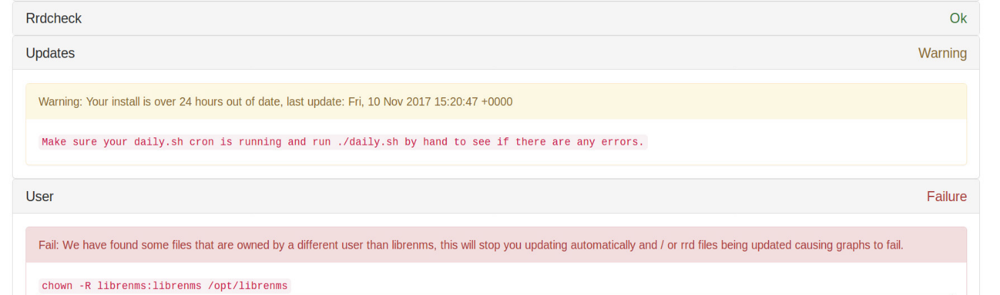 Rrdcheck Ok
Updates Warning
Warning: Your install is over 24 hours out of date, last update: Fri, 10 Nov 2017 15:20:47 +0000
Make sure your daily.sh cron is running and run ./daily.sh by hand to see if there are any errors.
User Failure
Fail: We have found some files that are owned by a different user than librenms, this will stop you updating automatically and / or rrd files being updated causing graphs to fail.
chown -R librenms:librenms /opt/librenms